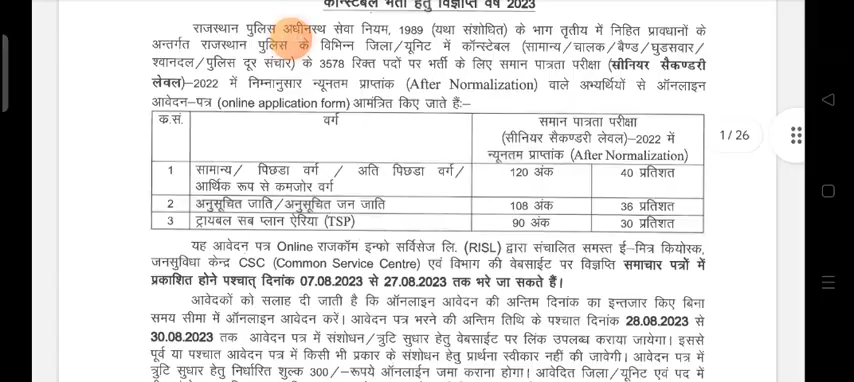 कॉन्स्टेबल भर्ती हेतु विज्ञप्ति वर्ष 2023
राजस्थान पुलिस अधीनस्थ सेवा नियम, 1989 (यथा संशोधित) के भाग तृतीय में निहित प्रावधानों के
अन्तर्गत राजस्थान पुलिस के विभिन्न जिला/यूनिट में कॉन्स्टेबल (सामान्य/चालक/बैण्ड/घुडसवार/
श्वानदल/पुलिस दूर संचार) के 3578 रिक्त पदों पर भर्ती के लिए समान पात्रता परीक्षा (सीनियर सैकण्डरी
लेवल)-2022 में निम्नानुसार न्यूनतम प्राप्तांक (After Normalization) वाले अभ्यर्थियों से ऑनलाइन
आवेदन-पत्र (online application form) आमंत्रित किए जाते हैः-
क.सं. वर्ग समान पात्रता परीक्षा
(सीनियर सैकण्डरी लेवल)-2022 में
न्यूनतम प्राप्तांक (After Normalization)
1 सामान्य/ पिछडा वर्ग / अति पिछडा वर्ग/ 120 अंक 40 प्रतिशत
आर्थिक रूप से कमजोर वर्ग
2 अनुसूचित जाति/अनुसूचित जन जाति 108 अंक 36 प्रतिशत
3 ट्रायबल सब प्लान ऐरिया (TSP) 90 अंक 30 प्रतिशत
1 / 26
यह आवेदन पत्र Online राजकॉम इन्फो सर्विसेज लि. (RISL) द्वारा संचालित समस्त ई-मित्र कियोस्क,
जनसुविधा केन्द्र CSC (Common Service Centre) एवं विभाग की वेबसाईट पर विज्ञप्ति समाचार पत्रों में
प्रकाशित होने पश्चात् दिनांक 07.08.2023 से 27.08.2023 तक भरे जा सकते हैं।
आवेदकों को सलाह दी जाती है कि ऑनलाइन आवेदन की अन्तिम दिनांक का इन्तजार किए बिना
समय सीमा में ऑनलाइन आवेदन करें। आवेदन पत्र भरने की अन्तिम तिथि के पश्चात दिनांक 28.08.2023 से
30.08.2023 तक आवेदन पत्र में संशोधन/त्रुटि सुधार हेतु वेबसाईट पर लिंक उपलब्ध कराया जायेगा। इससे
पूर्व या पश्चात आवेदन पत्र में किसी भी प्रकार के संशोधन हेतु प्रार्थना स्वीकार नहीं की जावेगी। आवेदन पत्र में
त्रुटि सुधार हेतु निर्धारित शुल्क 300/-रूपये ऑनलाईन जमा कराना होगा। आवेदित जिला/यूनिट एवं पद में